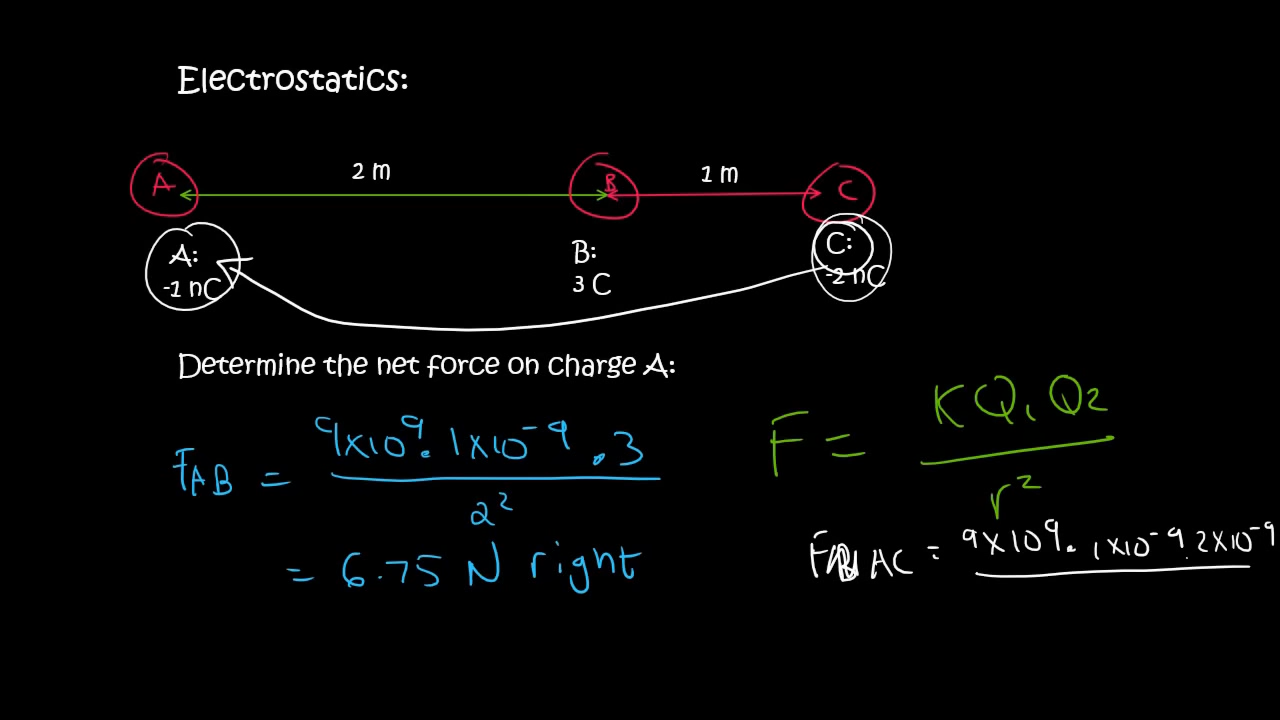 Electrostatics:
2 m
1 m
A
B
C
A:
-1 nC
B:
3 C
C:
-2 nC
Determine the net force on charge A:
F = KQ₁Q₂
r²
F_AB = 9x10⁹ . 1x10⁻⁹ . 3
2²
= 6.75 N right
F AC = 9x10⁹ . 1x10⁻⁹ . 2x10⁻⁹